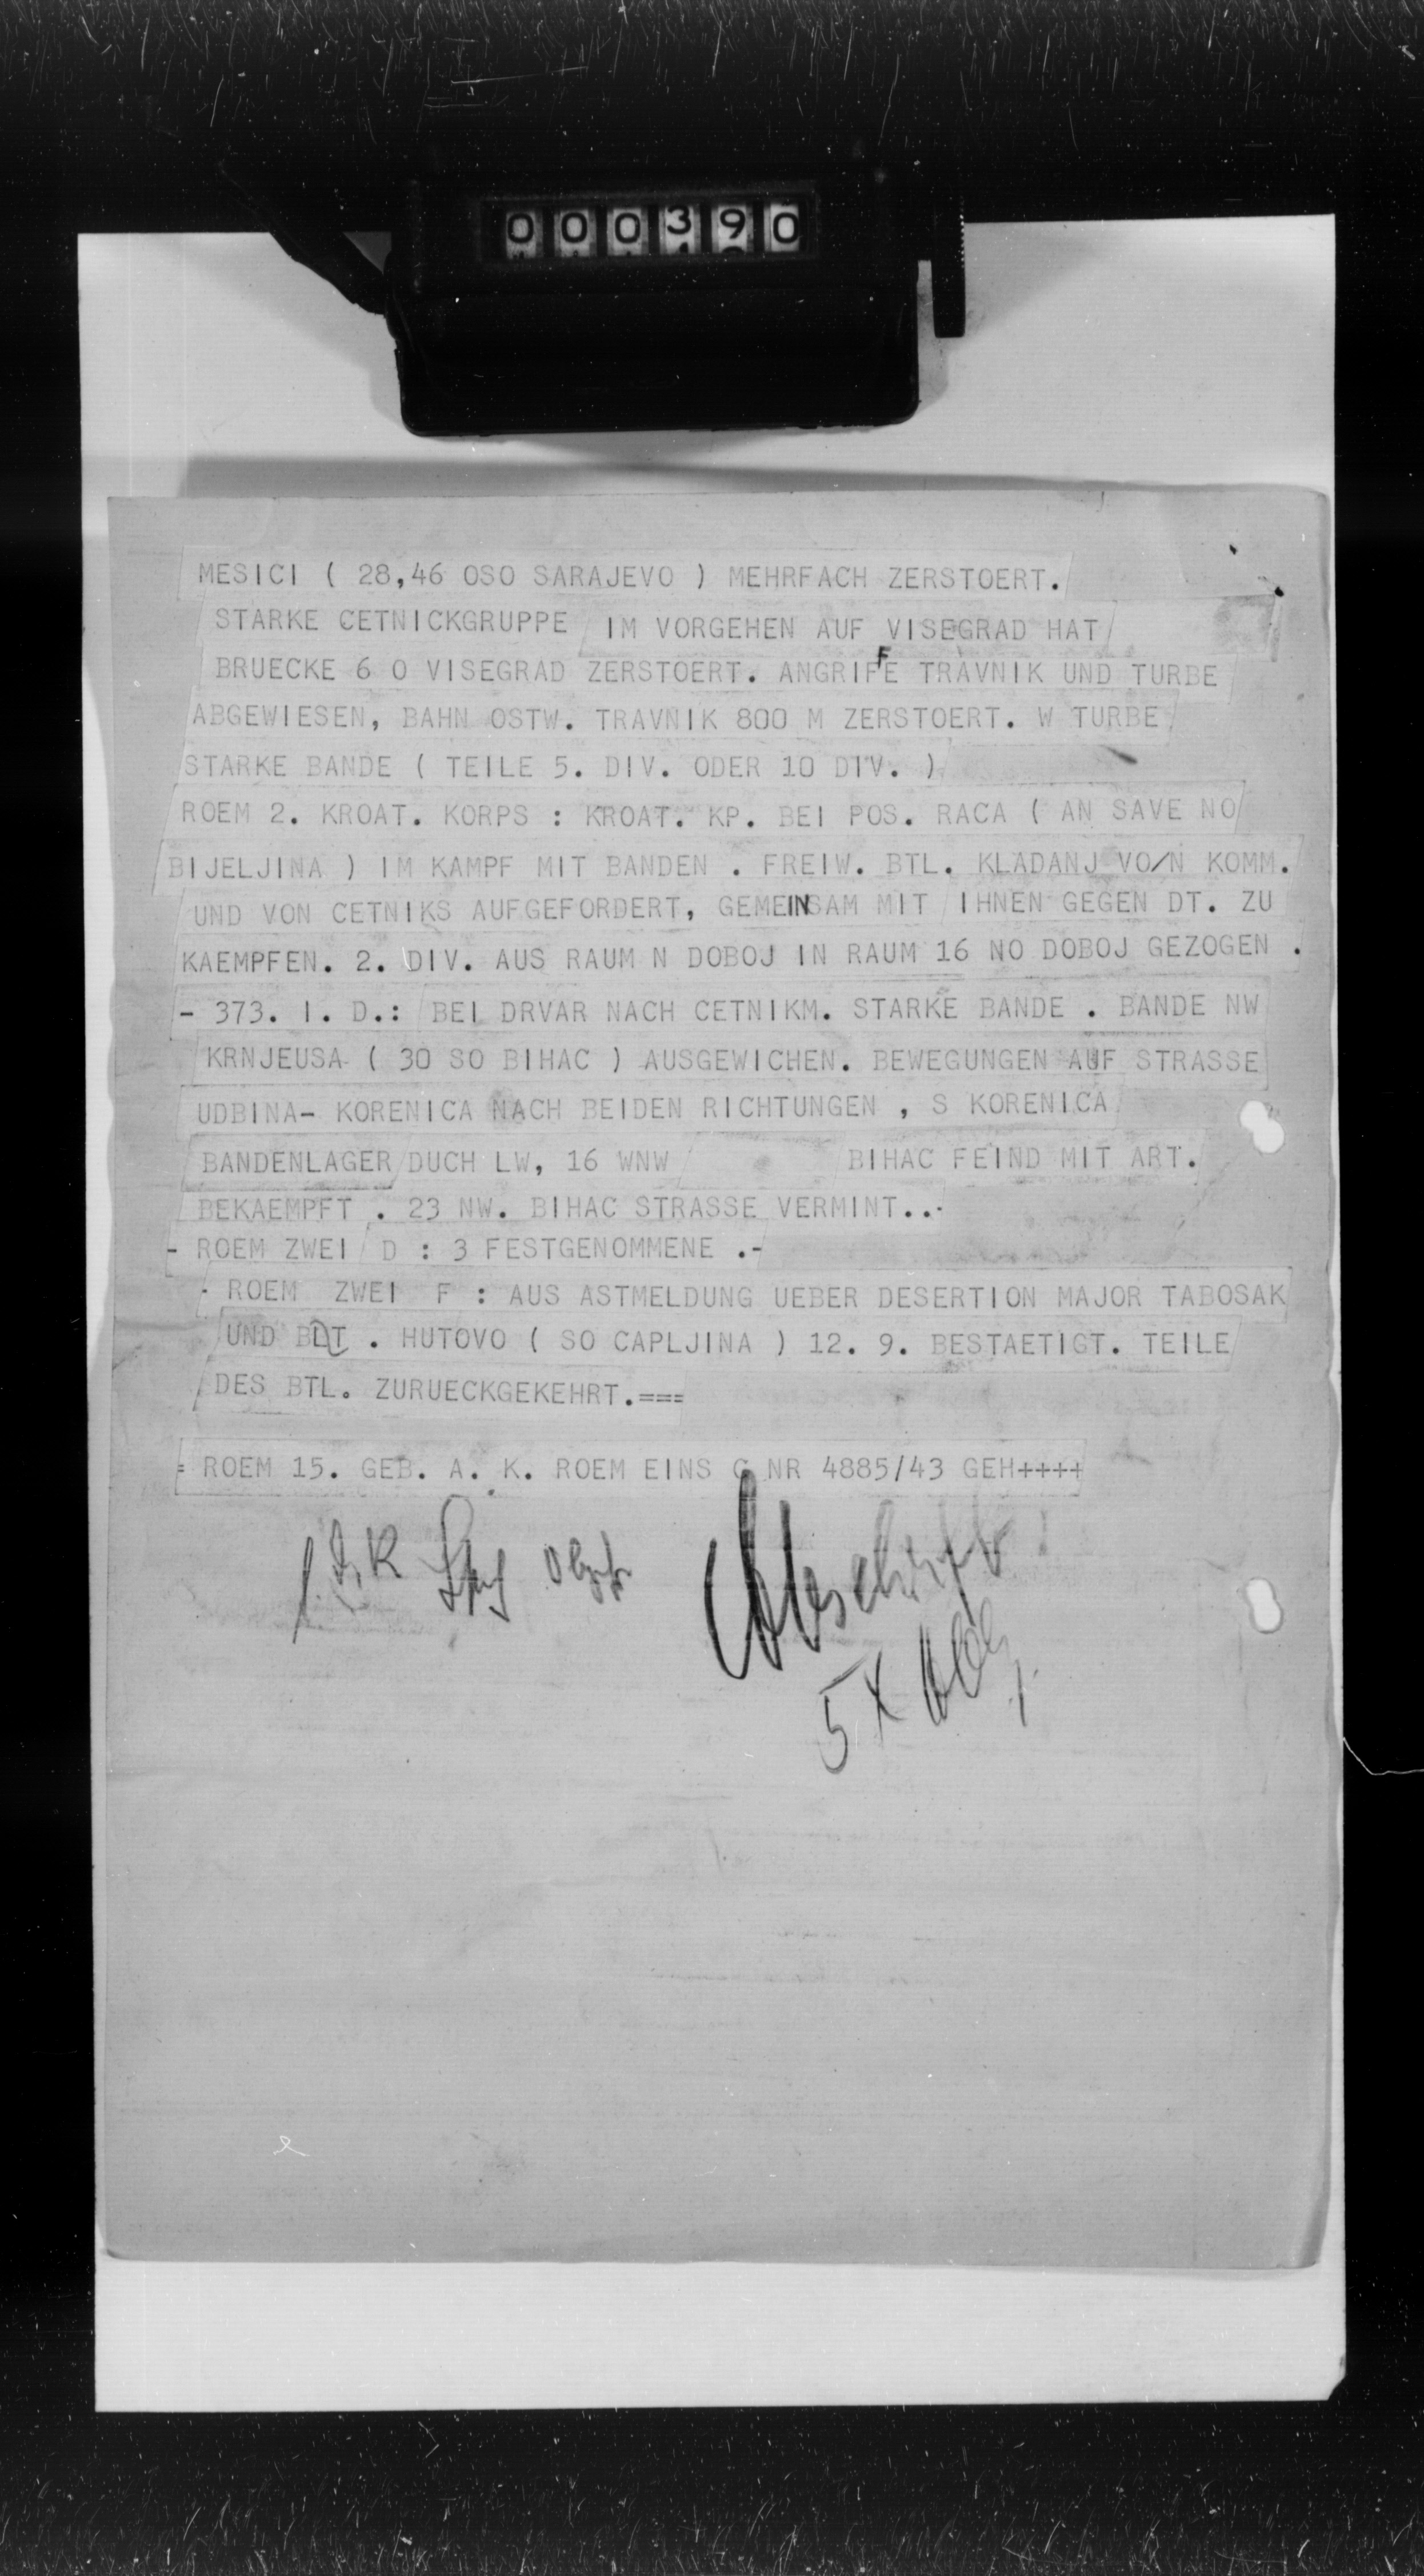 000390
MESICI ( 28,46 OSO SARAJEVO ) MEHRFACH ZERSTOERT.
STARKE CETNICKGRUPPE IM VORGEHEN AUF VISEGRAD HAT
BRUECKE 6 O VISEGRAD ZERSTOERT. ANGRIFFE TRAVNIK UND TURBE
ABGEWIESEN, BAHN OSTW. TRAVNIK 800 M ZERSTOERT. W TURBE
STARKE BANDE ( TEILE 5. DIV. ODER 10 DIV. )
ROEM 2. KROAT. KORPS : KROAT. KP. BEI POS. RACA ( AN SAVE NO
BIJELJINA ) IM KAMPF MIT BANDEN . FREIW. BTL. KLADANJ VO/N KOMM.
UND VON CETNIKS AUFGEFORDERT, GEMEINSAM MIT IHNEN GEGEN DT. ZU
KAEMPFEN. 2. DIV. AUS RAUM N DOBOJ IN RAUM 16 NO DOBOJ GEZOGEN .
- 373. I. D.: BEI DRVAR NACH CETNIKM. STARKE BANDE . BANDE NW
KRNJEUSA ( 30 SO BIHAC ) AUSGEWICHEN. BEWEGUNGEN AUF STRASSE
UDBINA- KORENICA NACH BEIDEN RICHTUNGEN , S KORENICA
BANDENLAGER DUCH LW, 16 WNW BIHAC FEIND MIT ART.
BEKAEMPFT . 23 NW. BIHAC STRASSE VERMINT..-
- ROEM ZWEI D : 3 FESTGENOMMENE .-
- ROEM ZWEI F : AUS ASTMELDUNG UEBER DESERTION MAJOR TABOSAK
UND BLT . HUTOVO ( SO CAPLJINA ) 12. 9. BESTAETIGT. TEILE
DES BTL. ZURUECKGEKEHRT.===
= ROEM 15. GEB. A. K. ROEM EINS C NR 4885/43 GEH++++
5 X